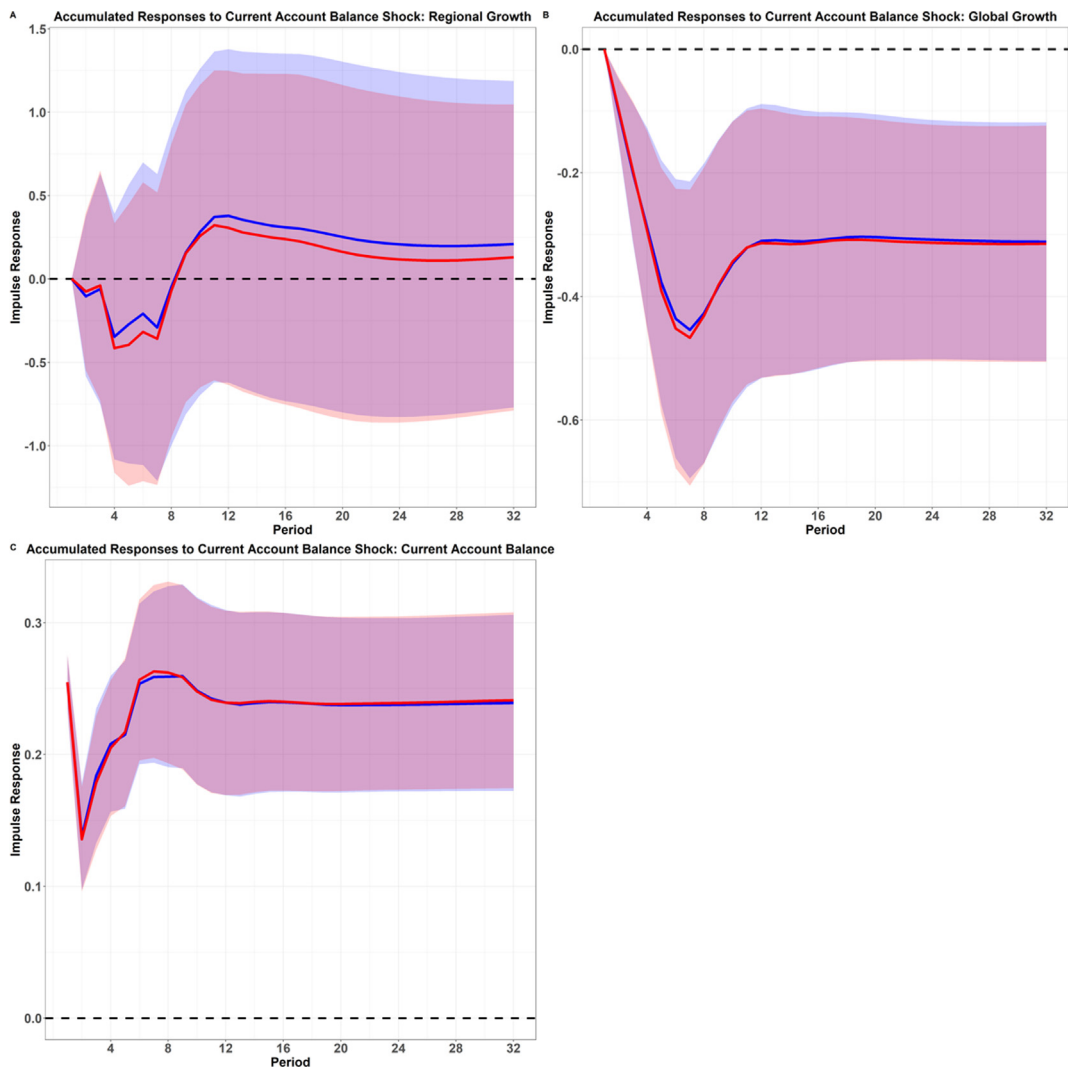 A Accumulated Responses to Current Account Balance Shock: Regional Growth
1.5
1.0
0.5
0.0
-0.5
-1.0
Impulse Response
4 8 12 16 20 24 28 32
Period
B Accumulated Responses to Current Account Balance Shock: Global Growth
0.0
-0.2
-0.4
-0.6
Impulse Response
4 8 12 16 20 24 28 32
Period
C Accumulated Responses to Current Account Balance Shock: Current Account Balance
0.3
0.2
0.1
0.0
Impulse Response
4 8 12 16 20 24 28 32
Period